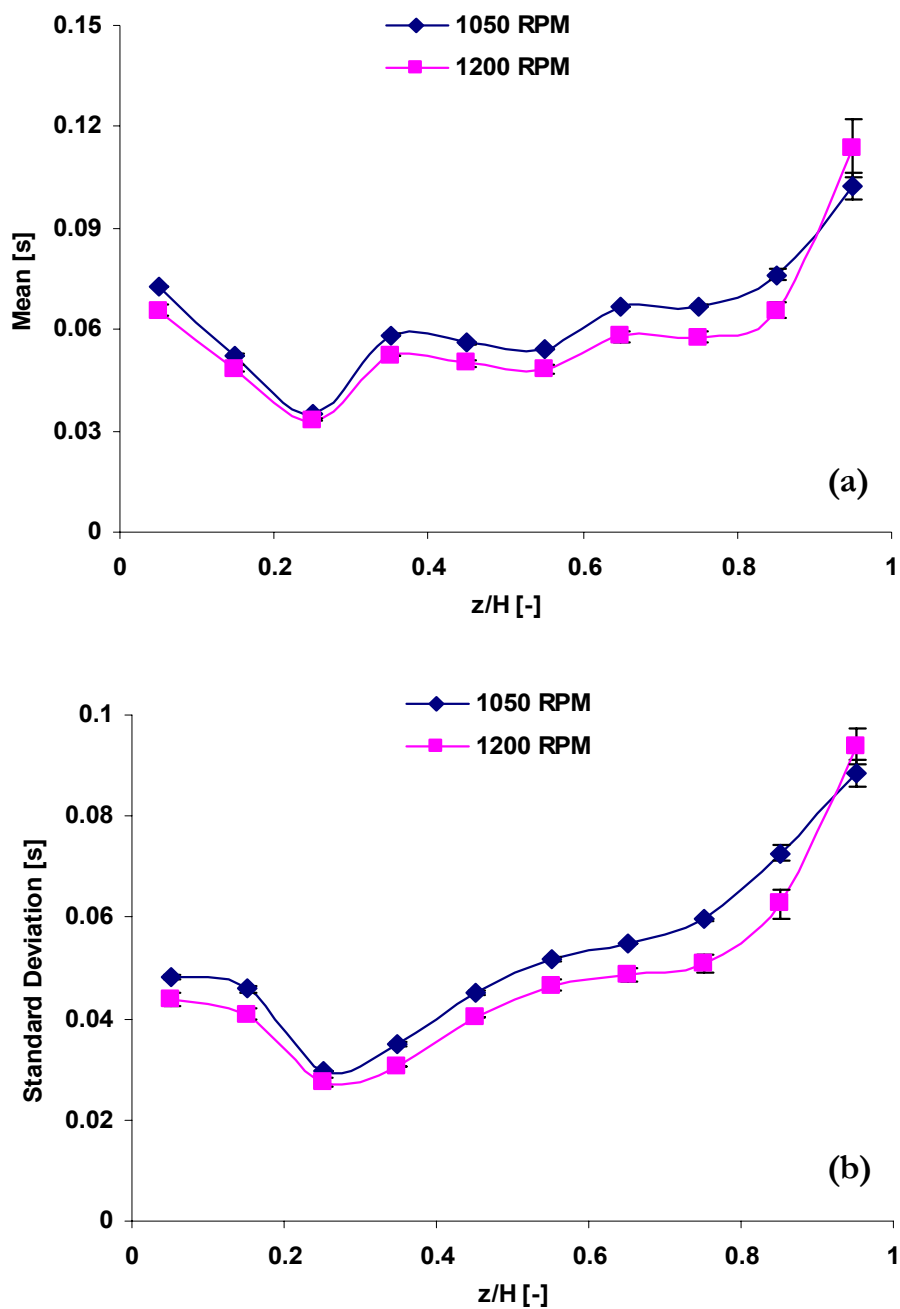 0.15
1050 RPM
1200 RPM
0.12
0.09
0.06
0.03
0
Mean [s]
(a)
0 0.2 0.4 0.6 0.8 1
z/H [-]
0.1
1050 RPM
1200 RPM
0.08
0.06
0.04
0.02
0
Standard Deviation [s]
(b)
0 0.2 0.4 0.6 0.8 1
z/H [-]